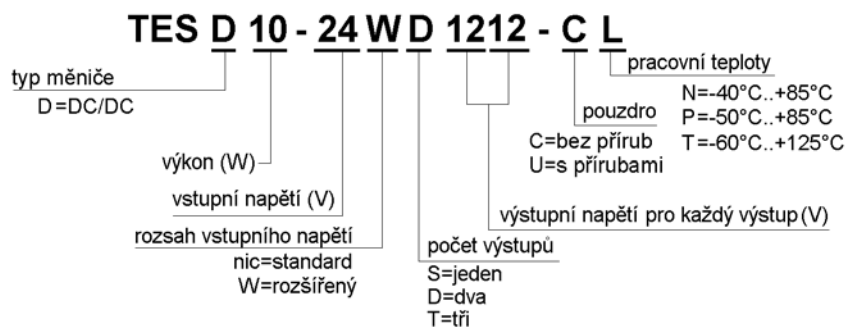 TES D 10 - 24 W D 1212 - C L
typ měniče
D=DC/DC
výkon (W)
vstupní napětí (V)
rozsah vstupního napětí
nic=standard
W=rozšířený
počet výstupů
S=jeden
D=dva
T=tři
výstupní napětí pro každý výstup (V)
pouzdro
C=bez přírub
U=s přírubami
pracovní teploty
N=-40°C..+85°C
P=-50°C..+85°C
T=-60°C..+125°C